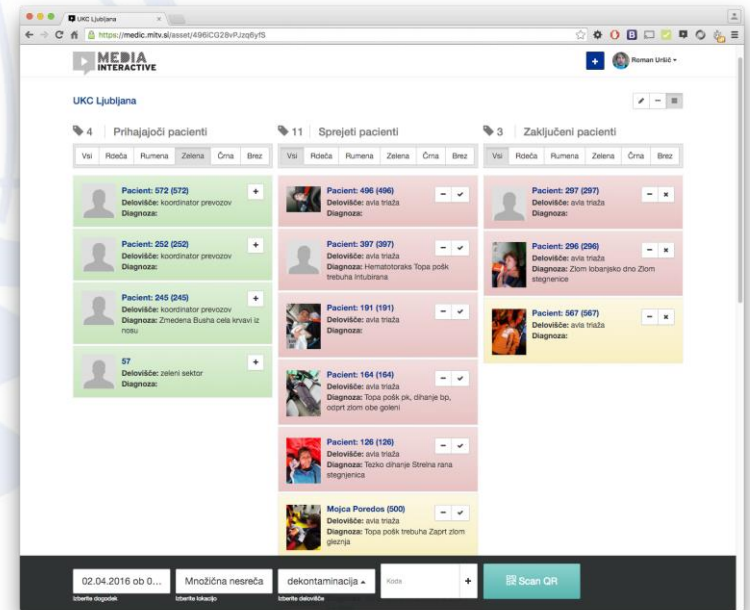 UKC Ljubljana
https://medic.mitv.si/asset/496iCG28vPJzq6yfS
MEDIA
INTERACTIVE
Roman Uršič
UKC Ljubljana
4 Prihajajoči pacienti
Vsi Rdeča Rumena Zelena Črna Brez
Pacient: 572 (572)
Delovišče: koordinator prevozov
Diagnoza:
Pacient: 252 (252)
Delovišče: koordinator prevozov
Diagnoza:
Pacient: 245 (245)
Delovišče: koordinator prevozov
Diagnoza: Zmedena Busha cela krvavi iz
nosu
57
Delovišče: zeleni sektor
Diagnoza:
11 Sprejeti pacienti
Vsi Rdeča Rumena Zelena Črna Brez
Pacient: 496 (496)
Delovišče: avla triaža
Diagnoza:
Pacient: 397 (397)
Delovišče: avla triaža
Diagnoza: Hematotoraks Topa pošk
trebuha Intubirana
Pacient: 191 (191)
Delovišče: avla triaža
Diagnoza:
Pacient: 164 (164)
Delovišče: avla triaža
Diagnoza: Topa pošk pk, dihanje bp,
odprt zlom obe goleni
Pacient: 126 (126)
Delovišče: avla triaža
Diagnoza: Tezko dihanje Strelna rana
stegnjenica
Mojca Poredos (500)
Delovišče: avla triaža
Diagnoza: Topa pošk trebuha Zaprt zlom
gleznja
3 Zaključeni pacienti
Vsi Rdeča Rumena Zelena Črna Brez
Pacient: 297 (297)
Delovišče: avla triaža
Diagnoza:
Pacient: 296 (296)
Delovišče: avla triaža
Diagnoza: Zlom lobanjsko dno Zlom
stegnenice
Pacient: 567 (567)
Delovišče: avla triaža
Diagnoza:
02.04.2016 ob 0... Množična nesreča dekontaminacija Koda + Scan QR
Izberite dogodek Izberite lokacijo Izberite delovišče